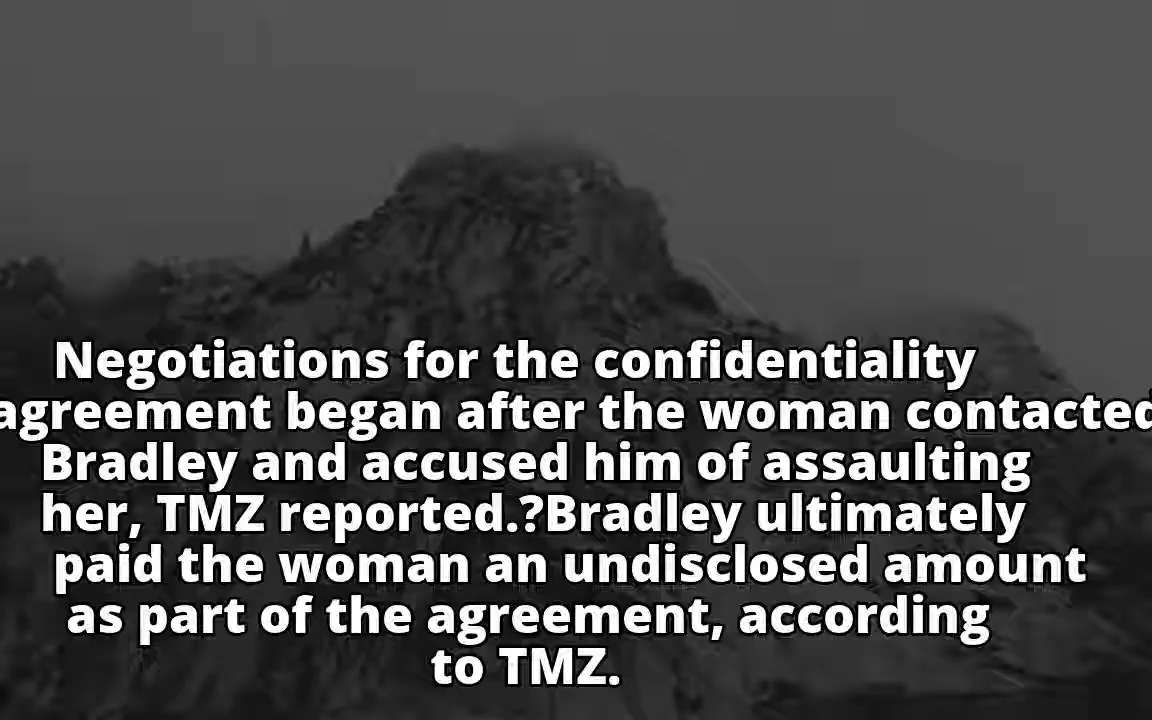 Negotiations for the confidentiality
agreement began after the woman contacted
Bradley and accused him of assaulting
her, TMZ reported.?Bradley ultimately
paid the woman an undisclosed amount
as part of the agreement, according
to TMZ.